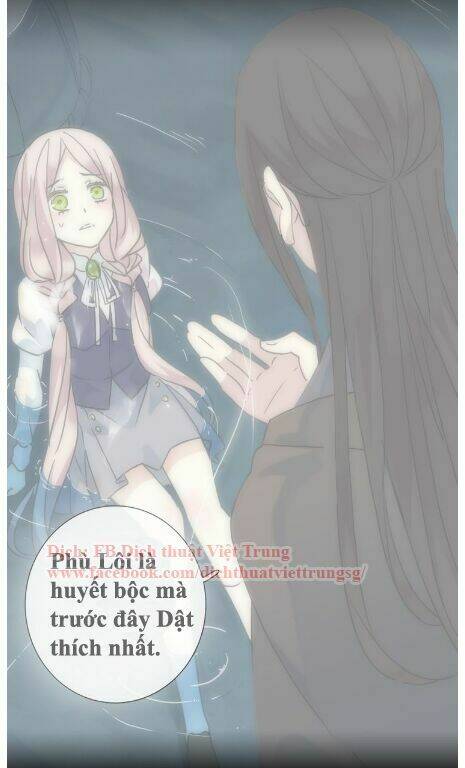 Dịch: FB Dịch thuật Việt Trung
www.facebook.com/dichthuatviettrungsg/
Phù Lôi là
huyết bộc mà
trước đây Dật
thích nhất.